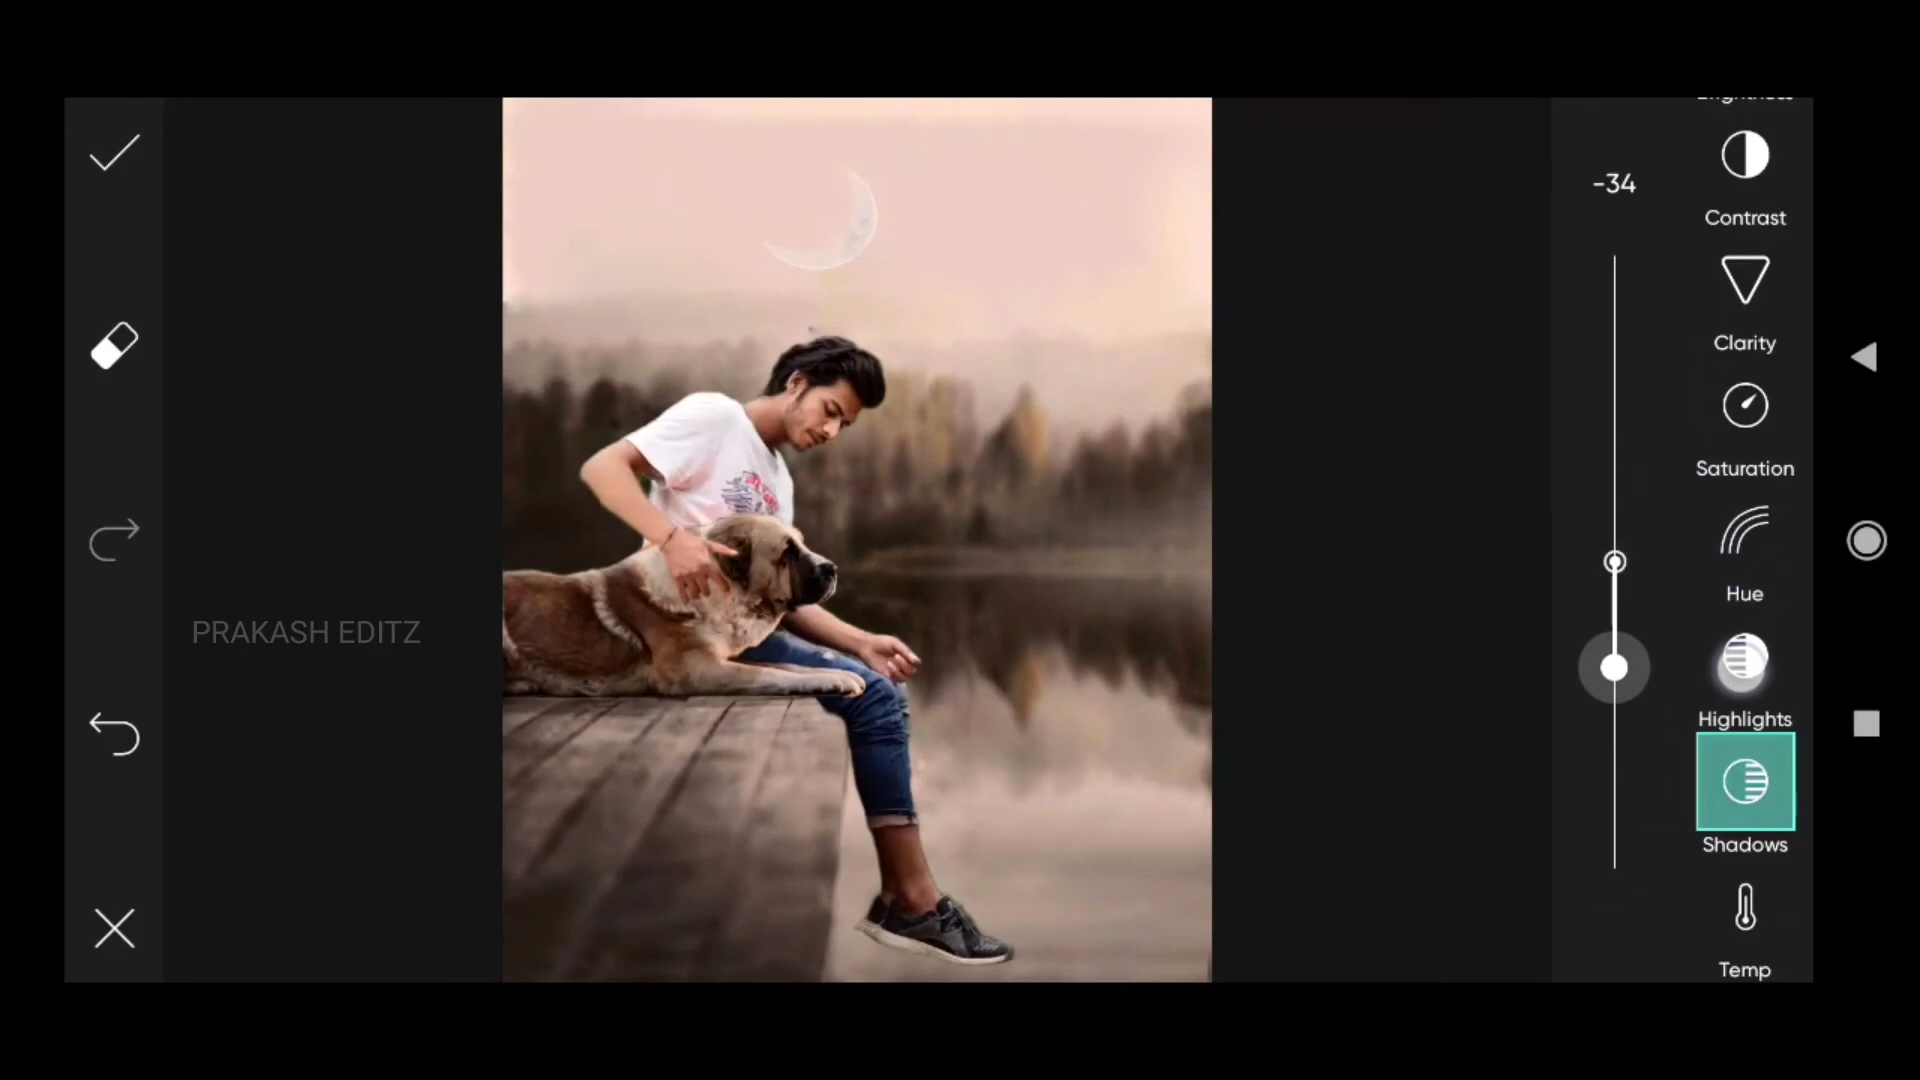 -34
Contrast
Clarity
Saturation
Hue
Highlights
Shadows
Temp
PRAKASH EDITZ